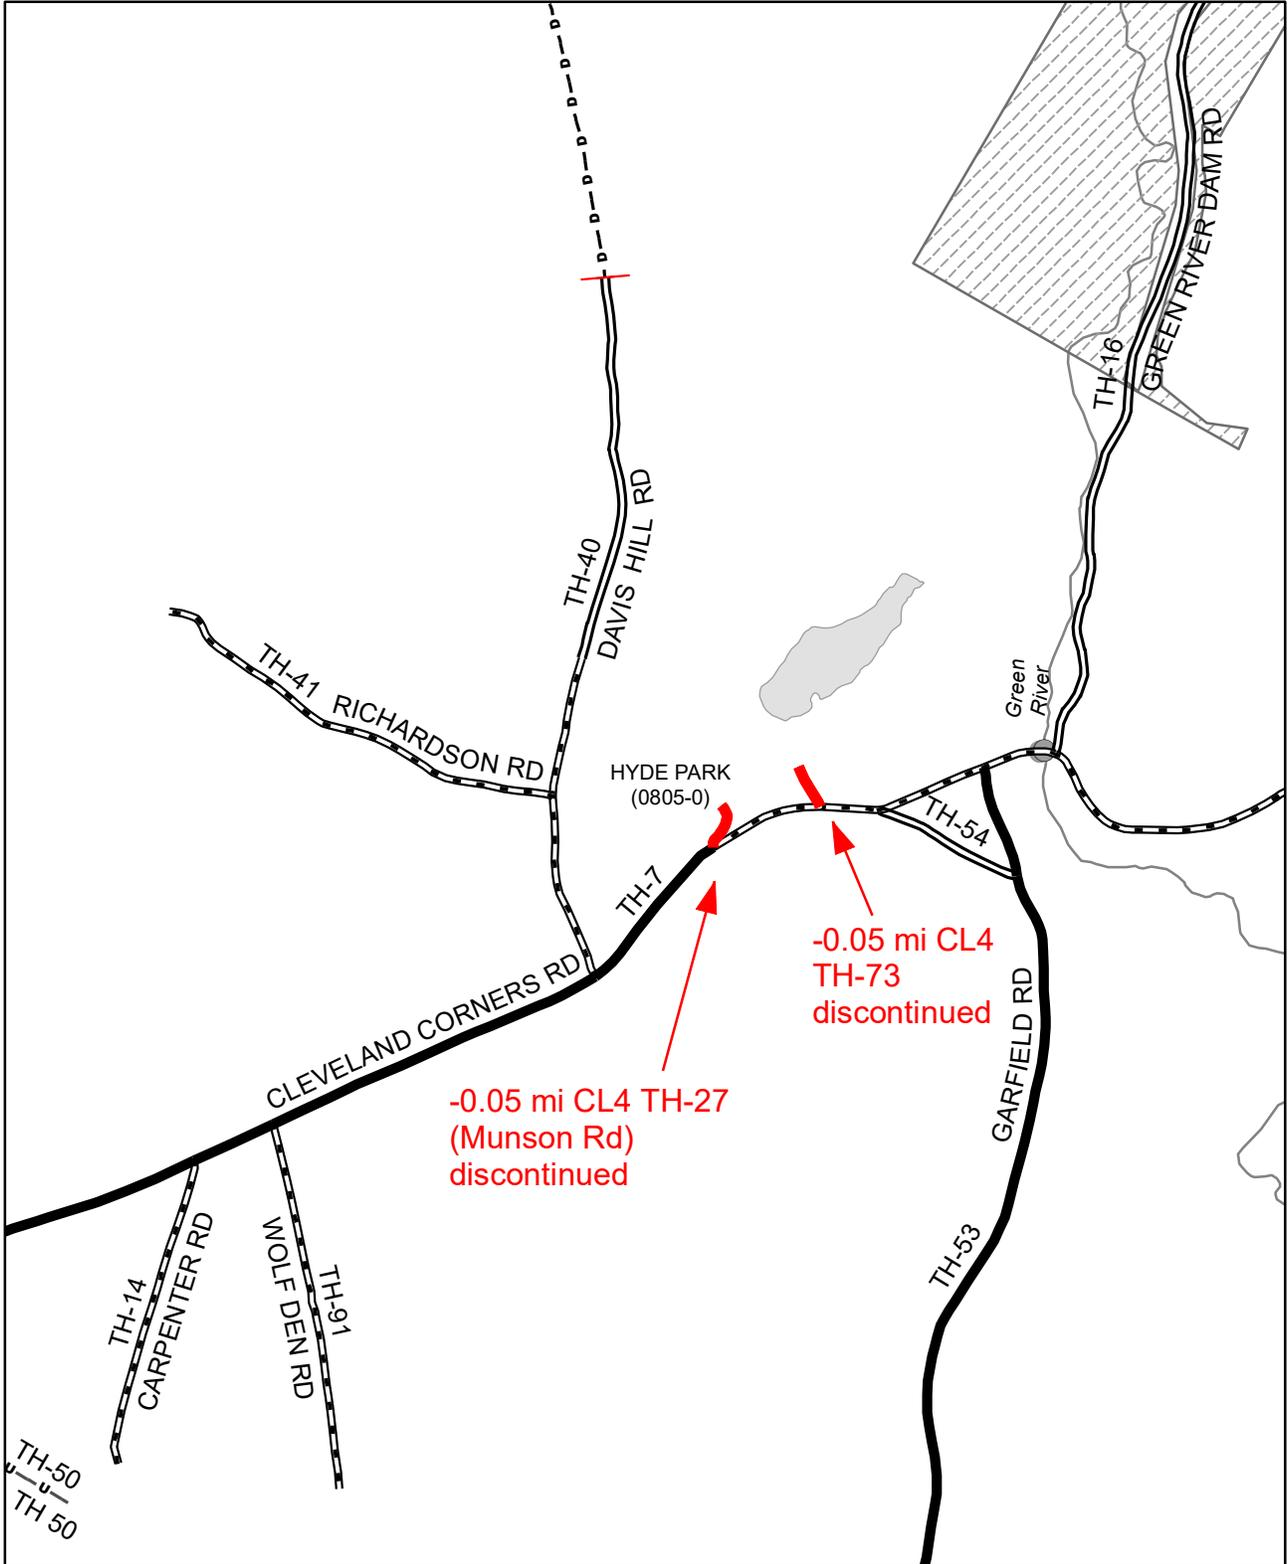 D D D D D D D
GREEN RIVER DAM RD
TH-16
TH-40
DAVIS HILL RD
TH-41 RICHARDSON RD
Green
River
HYDE PARK
(0805-0)
TH-54
TH-7
-0.05 mi CL4
TH-73
discontinued
CLEVELAND CORNERS RD
GARFIELD RD
-0.05 mi CL4 TH-27
(Munson Rd)
discontinued
TH-53
TH-14
CARPENTER RD
WOLF DEN RD
TH-91
TH-50
U U
TH 50